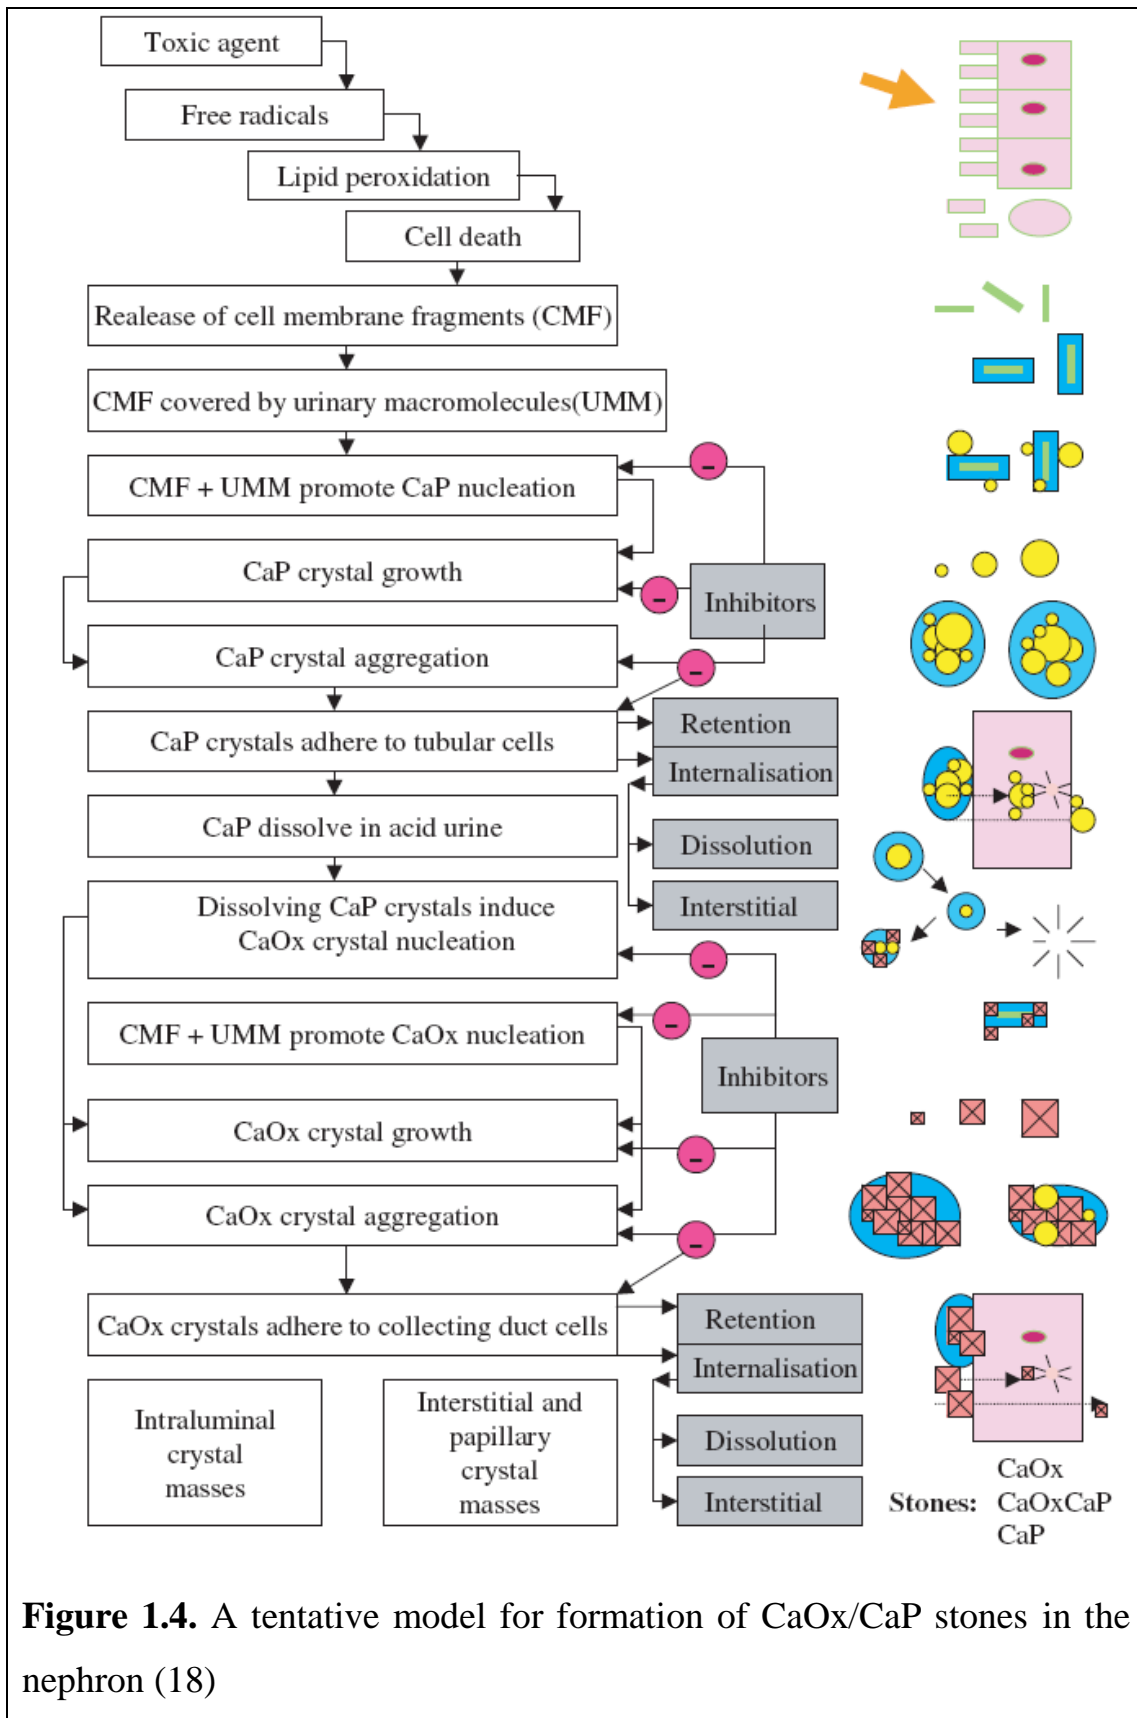 Toxic agent
Free radicals
Lipid peroxidation
Cell death
Realease of cell membrane fragments (CMF)
CMF covered by urinary macromolecules(UMM)
CMF + UMM promote CaP nucleation
-
CaP crystal growth
-
Inhibitors
CaP crystal aggregation
-
CaP crystals adhere to tubular cells
Retention
Internalisation
CaP dissolve in acid urine
Dissolution
Dissolving CaP crystals induce
CaOx crystal nucleation
Interstitial
-
CMF + UMM promote CaOx nucleation
-
Inhibitors
CaOx crystal growth
-
CaOx crystal aggregation
-
CaOx crystals adhere to collecting duct cells
Retention
Internalisation
Intraluminal
crystal
masses
Interstitial and
papillary
crystal
masses
Dissolution
Interstitial
CaOx
Stones: CaOxCaP
CaP
Figure 1.4. A tentative model for formation of CaOx/CaP stones in the
nephron (18)